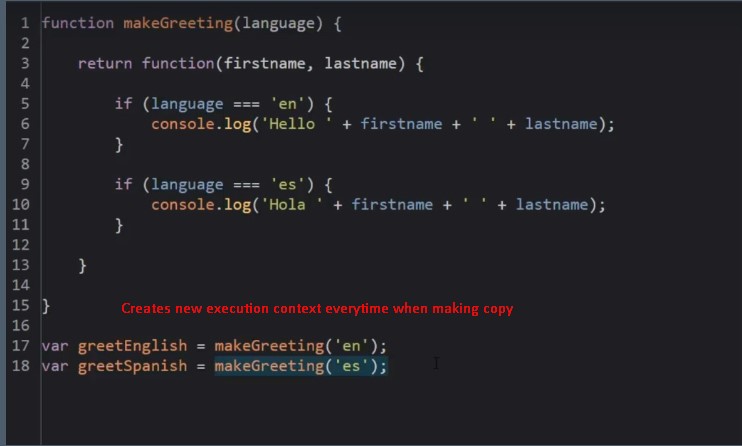 1 function makeGreeting(language) {
2
3 return function(firstname, lastname) {
4
5 if (language === 'en') {
6 console.log('Hello ' + firstname + ' ' + lastname);
7 }
8
9 if (language === 'es') {
10 console.log('Hola ' + firstname + ' ' + lastname);
11 }
12
13 }
14
15 } Creates new execution context everytime when making copy
16
17 var greetEnglish = makeGreeting('en');
18 var greetSpanish = makeGreeting('es');